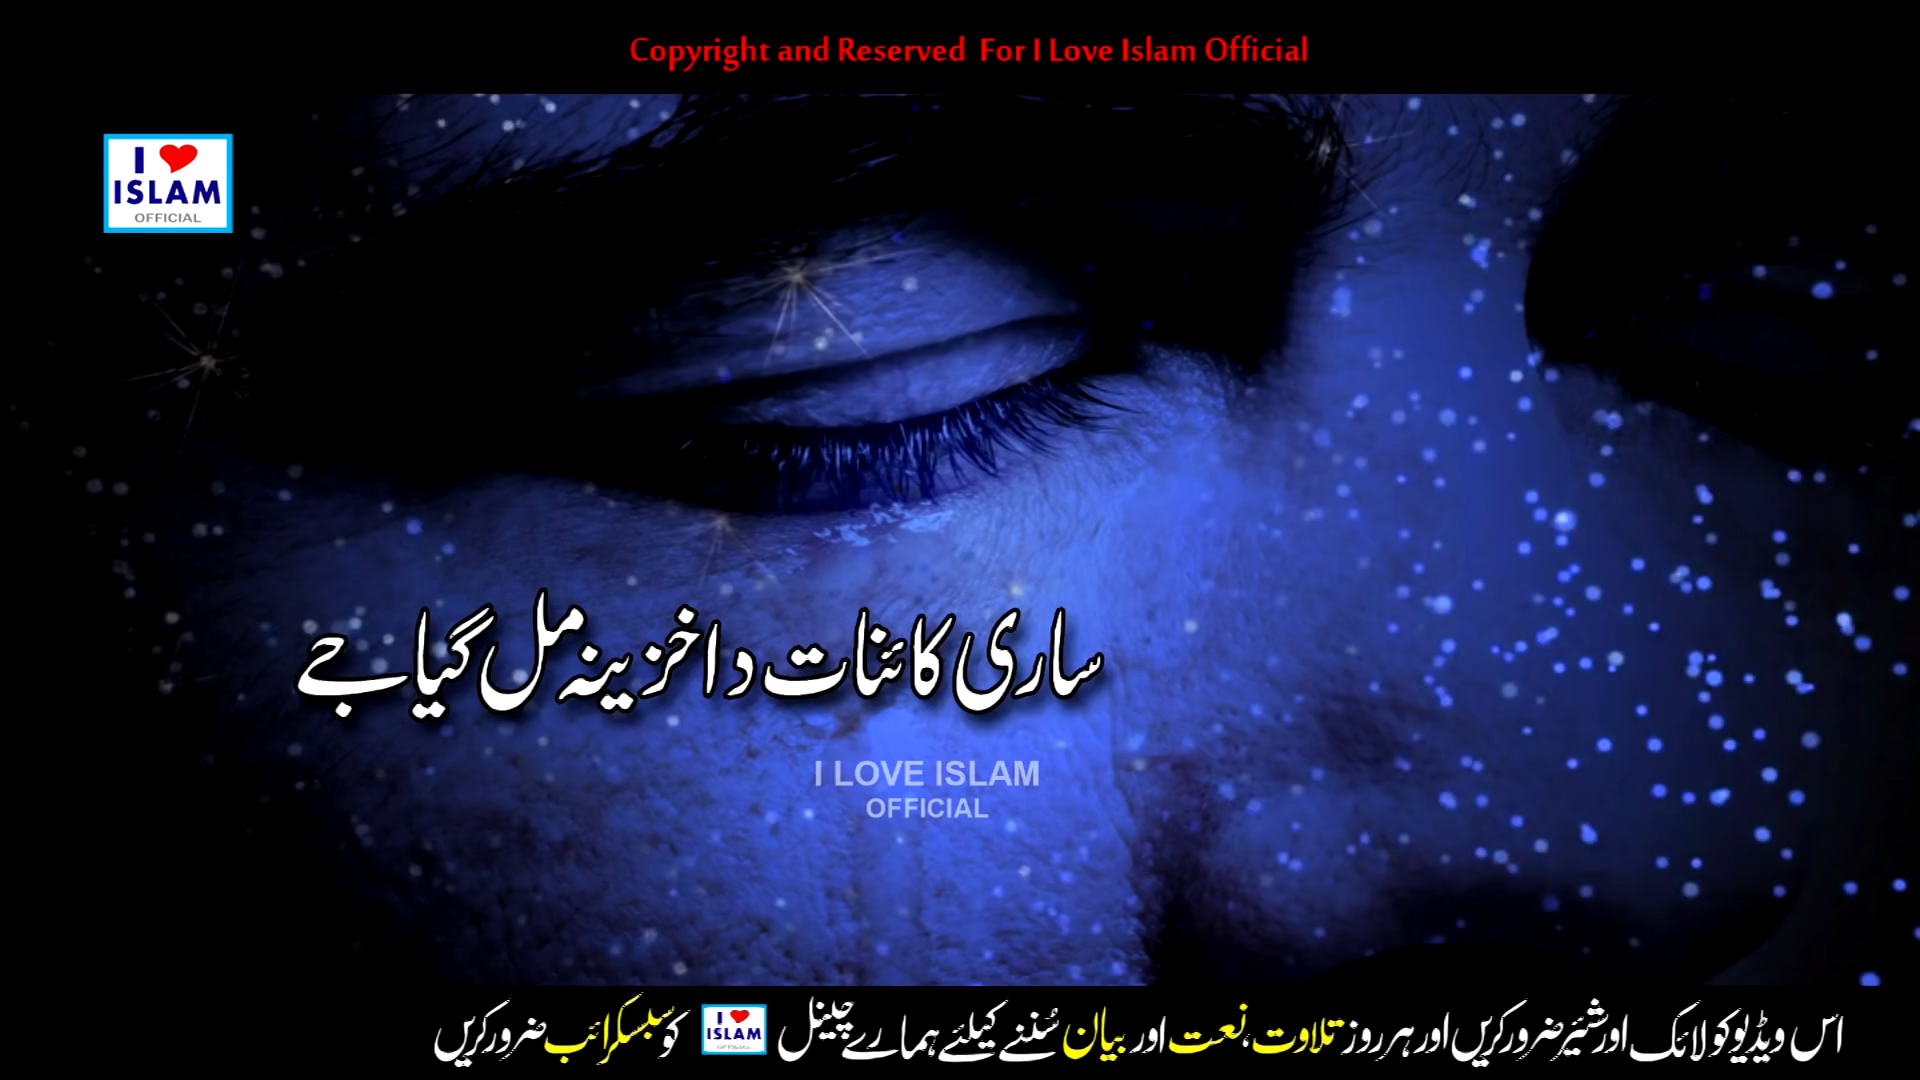 Copyright and Reserved For I Love Islam Official
I ❤ ISLAM
OFFICIAL
ساری کائنات دا خزینہ مل گیا جے
I LOVE ISLAM
OFFICIAL
اس ویڈیو کو لائک اور شئیر ضرور کریں اور ہر روز تلاوت، نعت اور بیان سُننے کیلئے ہمارے چینل I ❤ ISLAM کو سبسکرائب ضرور کریں